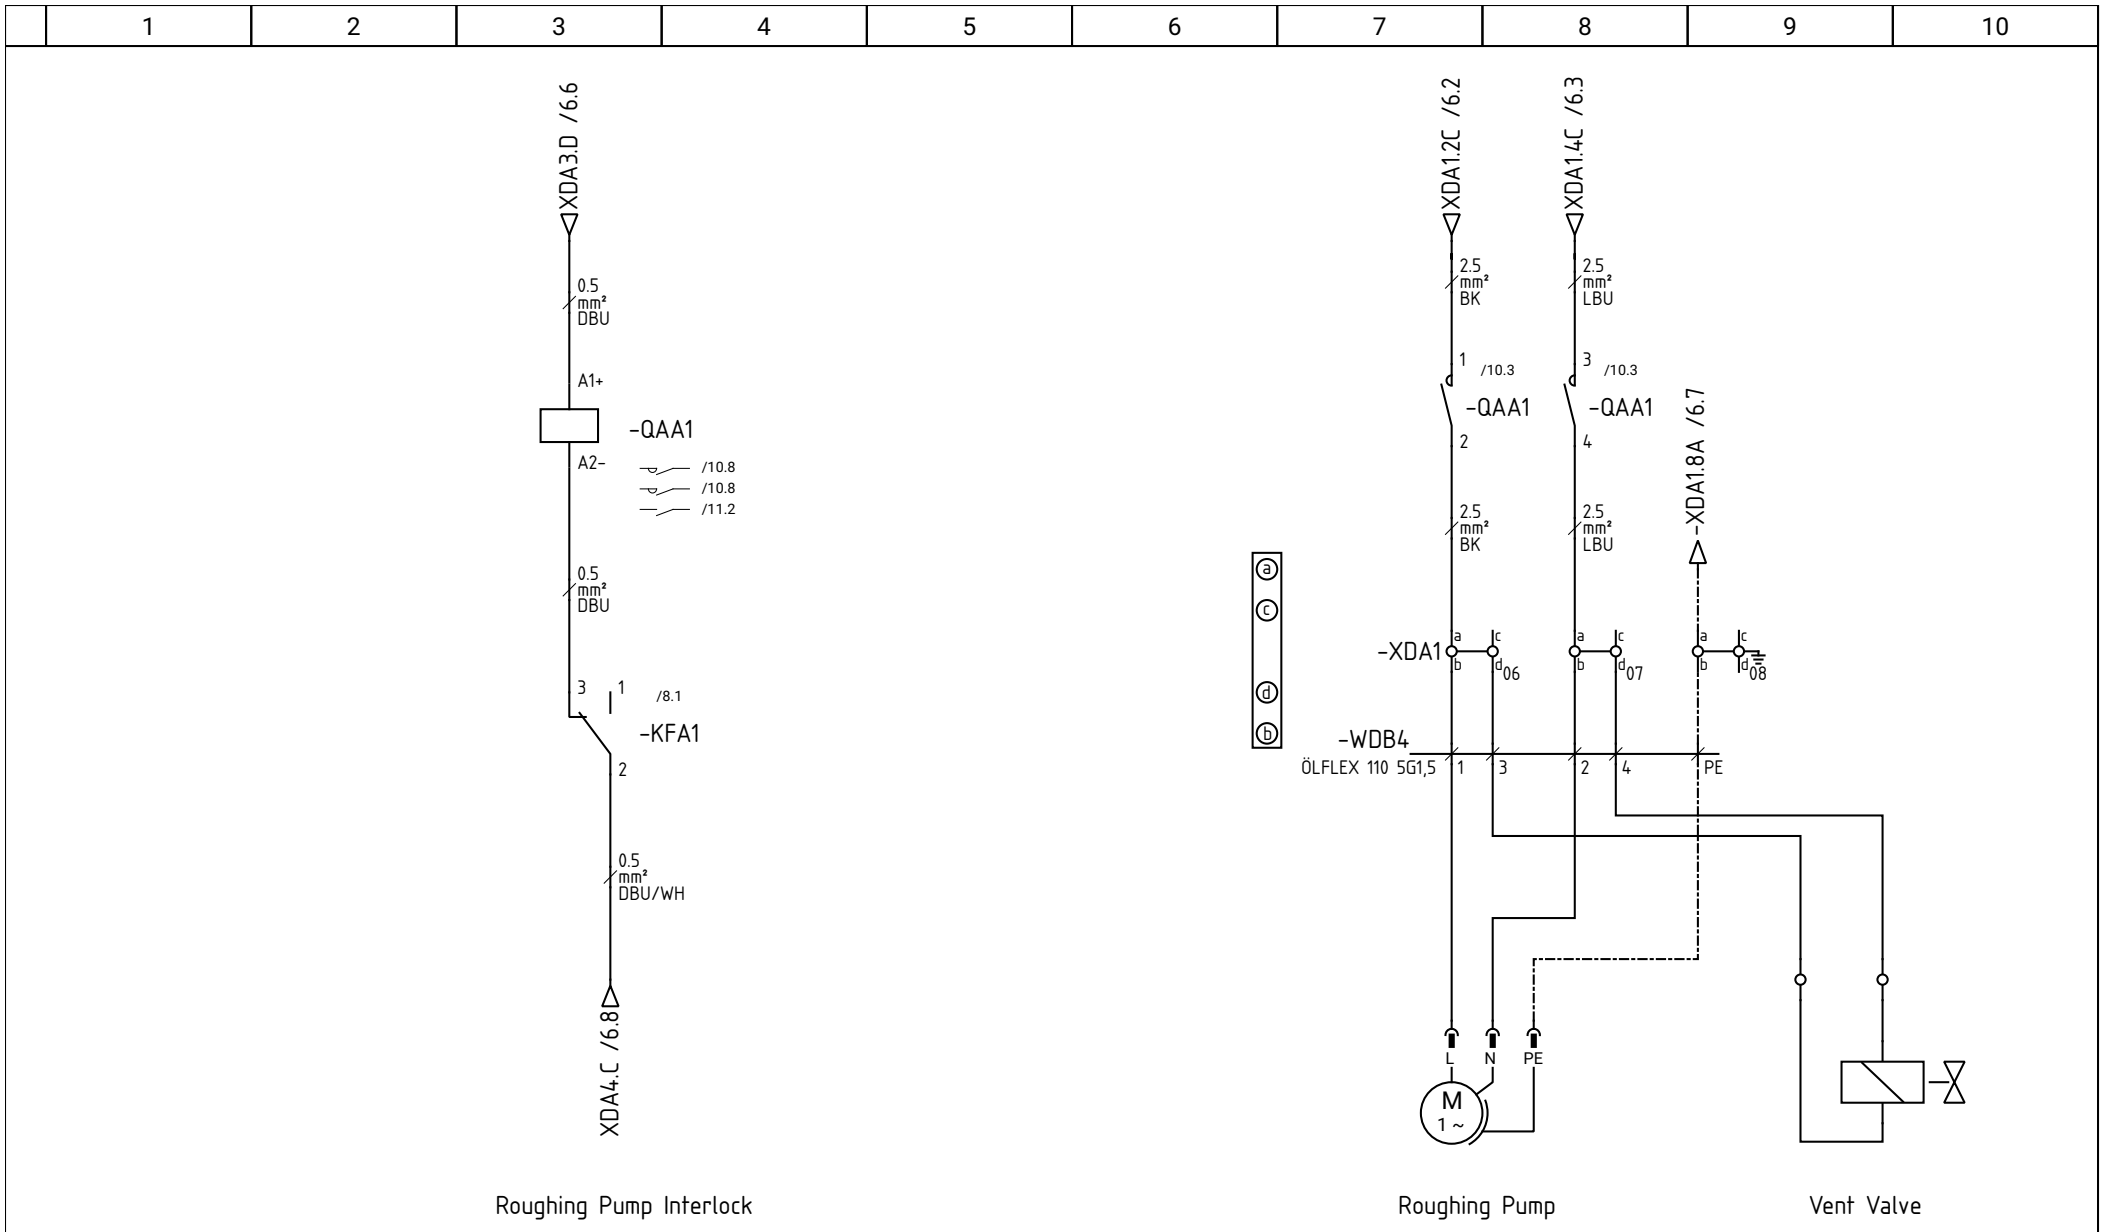 1 2 3 4 5 6 7 8 9 10
XDA3.D /6.6
XDA1.2C /6.2
XDA1.4C /6.3
0.5
mm²
DBU
2.5
mm²
BK
2.5
mm²
LBU
A1+
-QAA1
A2-
/10.8
/10.8
/11.2
1
/10.3
-QAA1
2
3
/10.3
-QAA1
4
-XDA1.8A /6.7
2.5
mm²
BK
2.5
mm²
LBU
0.5
mm²
DBU
a
c
d
b
-XDA1
a c
b d 06
a c
b d 07
a c
b d 08
3 1 /8.1
-KFA1
2
-WDB4
ÖLFLEX 110 5G1,5 1 3 2 4 PE
0.5
mm²
DBU/WH
XDA4.C /6.8
L N PE
M
1 ~
Roughing Pump Interlock
Roughing Pump
Vent Valve